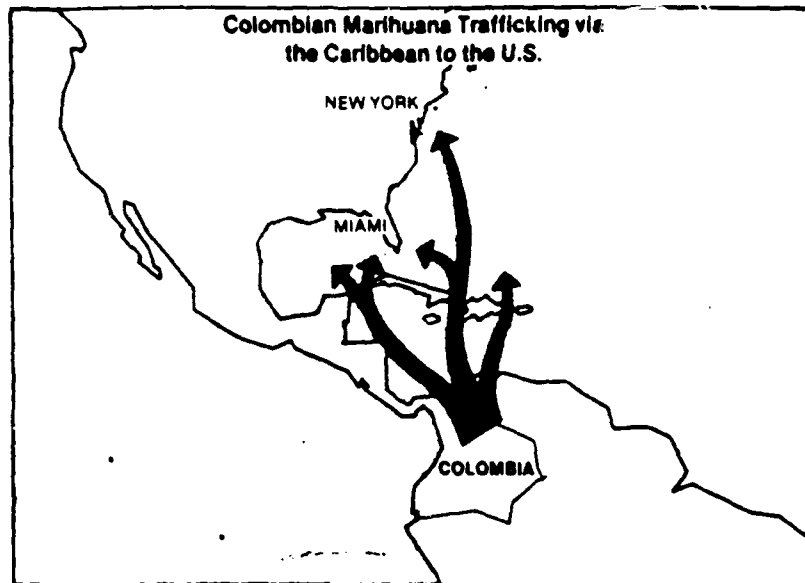 Colombian Marihuana Trafficking via
the Caribbean to the U.S.
NEW YORK
MIAMI
COLOMBIA